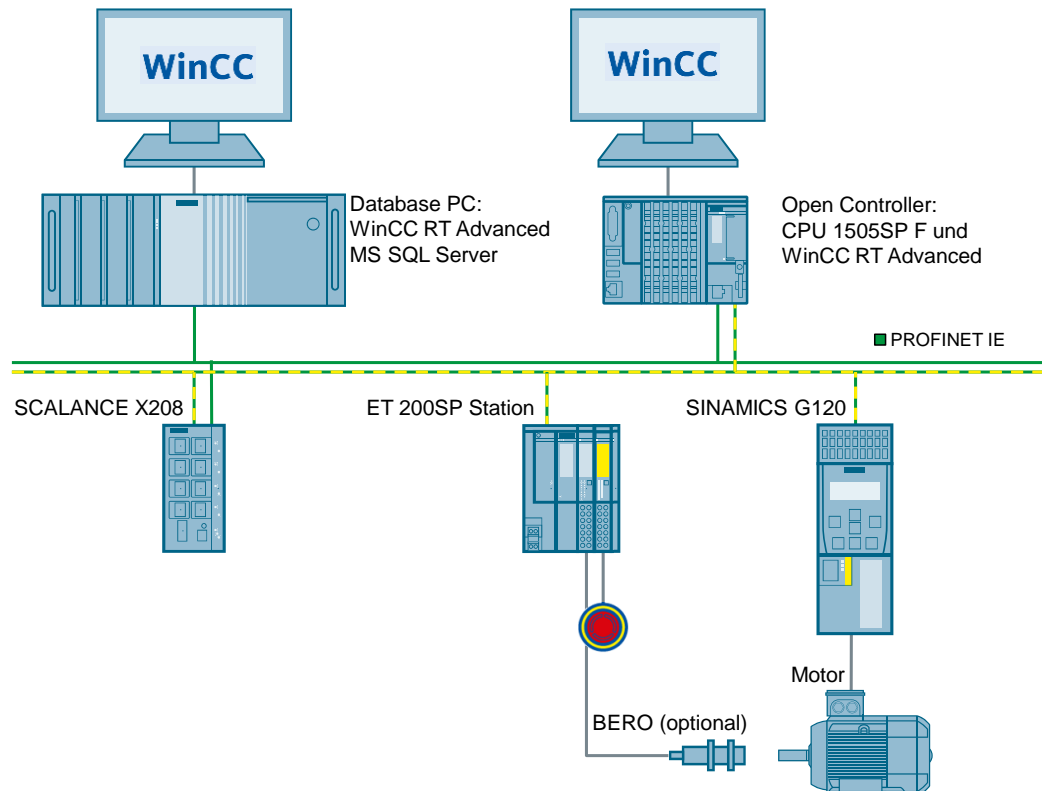 WinCC
WinCC
Database PC:
WinCC RT Advanced
MS SQL Server
Open Controller:
CPU 1505SP F und
WinCC RT Advanced
PROFINET IE
SCALANCE X208
ET 200SP Station
SINAMICS G120
Motor
BERO (optional)